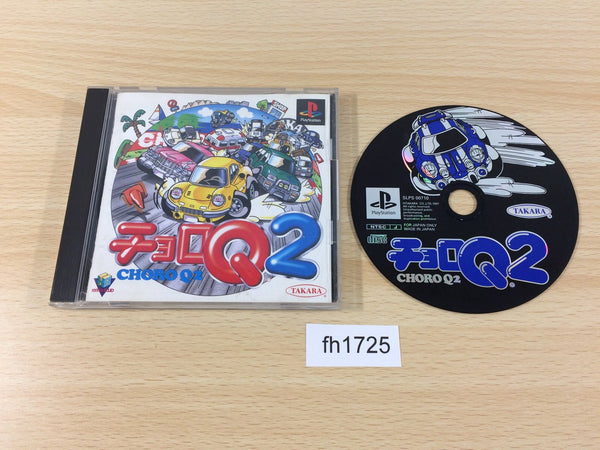 PlayStation
チョロQ2
CHORO Q2
TAKARA
SLPS 00710
PlayStation
TAKARA
NTSC J
FOR JAPAN ONLY
MADE IN JAPAN
チョロQ2
CHORO Q2
fh1725